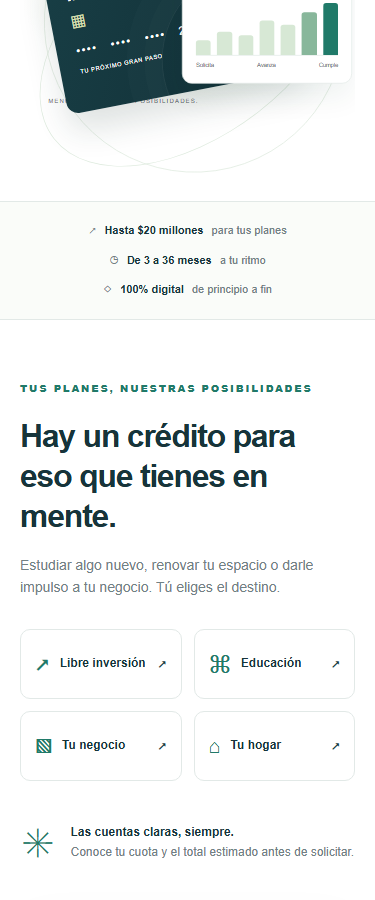 •••• •••• ••••
TU PRÓXIMO GRAN PASO
Solicita Avanza Cumple
OSIBILIDADES.
↗ Hasta $20 millones para tus planes
◷ De 3 a 36 meses a tu ritmo
◇ 100% digital de principio a fin
TUS PLANES, NUESTRAS POSIBILIDADES
Hay un crédito para
eso que tienes en
mente.
Estudiar algo nuevo, renovar tu espacio o darle
impulso a tu negocio. Tú eliges el destino.
↗ Libre inversión ↗
⌘ Educación ↗
▧ Tu negocio ↗
⌂ Tu hogar ↗
Las cuentas claras, siempre.
Conoce tu cuota y el total estimado antes de solicitar.